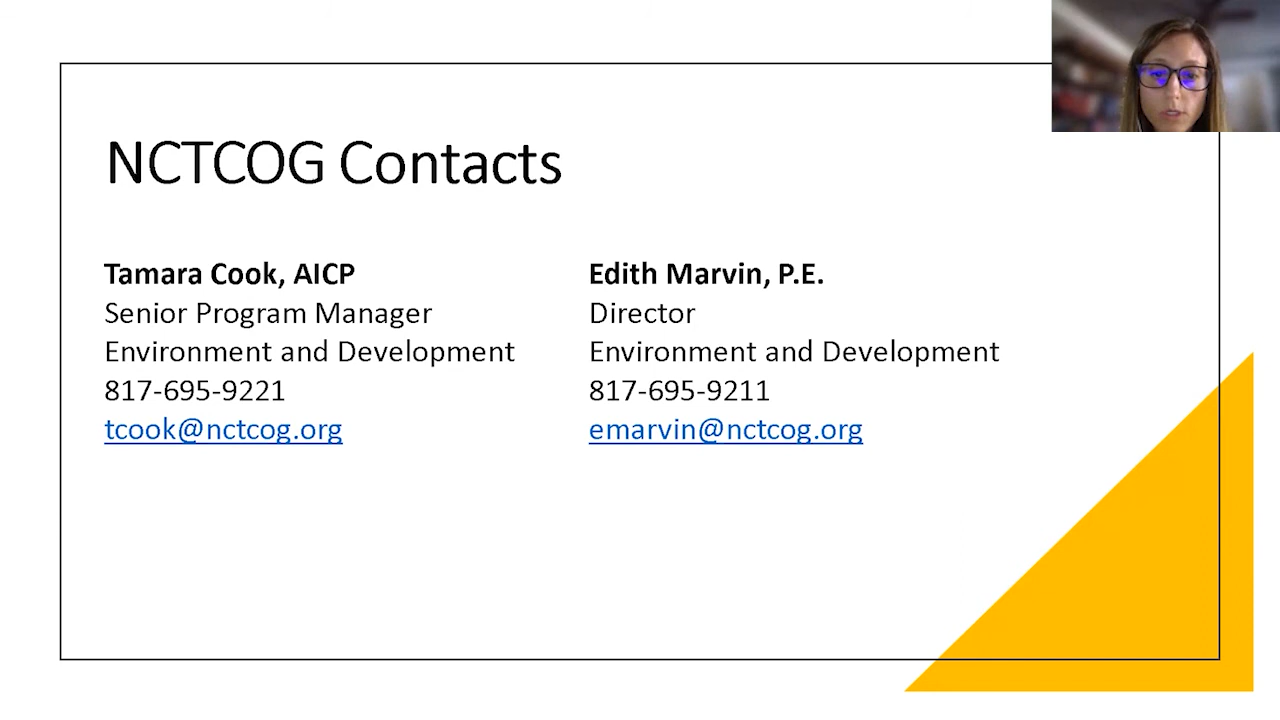 NCTCOG Contacts
Tamara Cook, AICP
Senior Program Manager
Environment and Development
817-695-9221
tcook@nctcog.org
Edith Marvin, P.E.
Director
Environment and Development
817-695-9211
emarvin@nctcog.org